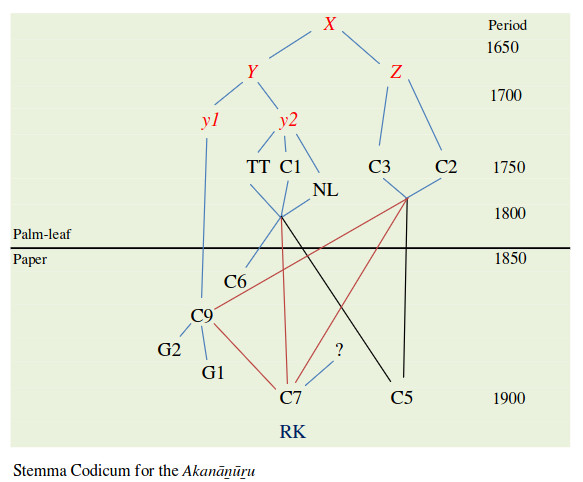 X
Period
1650
Y
Z
1700
y1
y2
TT
C1
C3
C2
1750
NL
1800
Palm-leaf
Paper
1850
C6
C9
G2
?
G1
C7
C5
1900
RK
Stemma Codicum for the Akanāṉūṟu